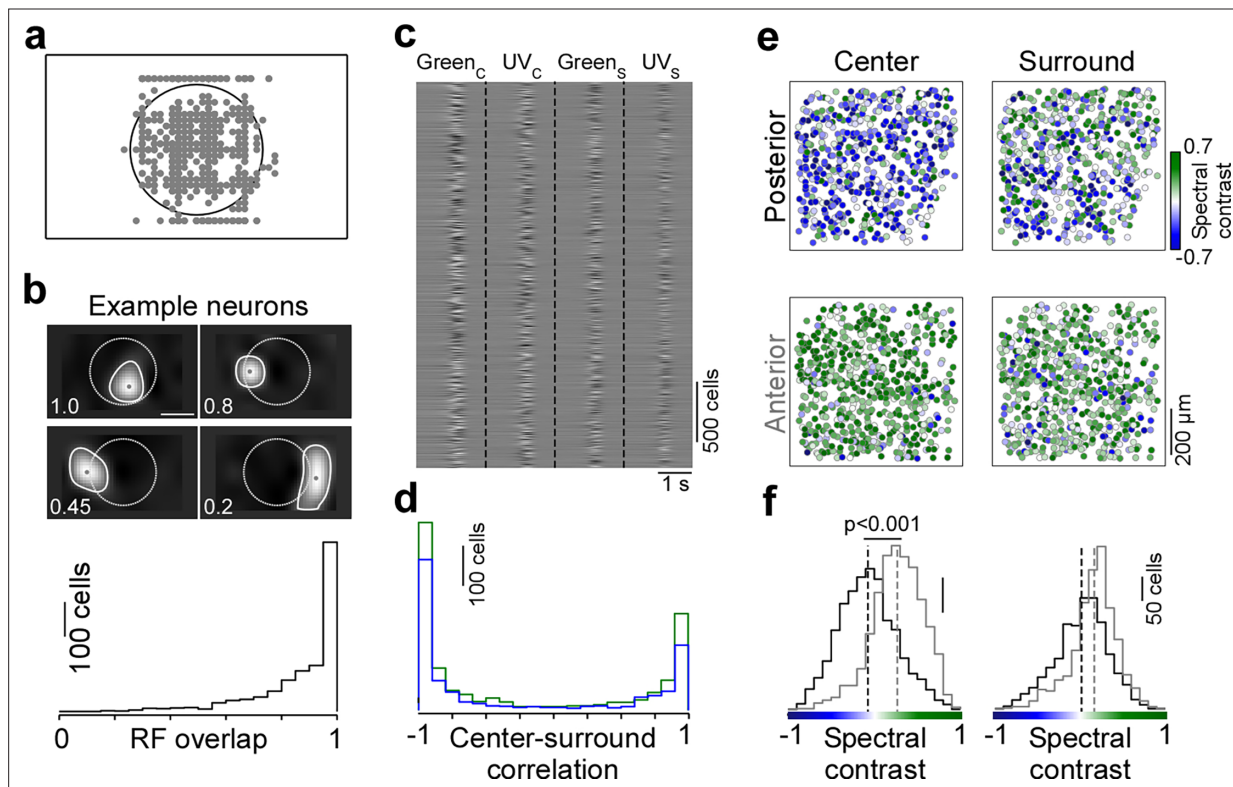 a
b
Example neurons
1.0
0.8
0.45
0.2
100 cells
0
1
RF overlap
c
Green_C UV_C Green_S UV_S
500 cells
1 s
d
100 cells
-1
1
Center-surround
correlation
e
Center
Surround
Posterior
Anterior
0.7
-0.7
Spectral
contrast
200 µm
f
p<0.001
50 cells
-1
1
Spectral
contrast
-1
1
Spectral
contrast